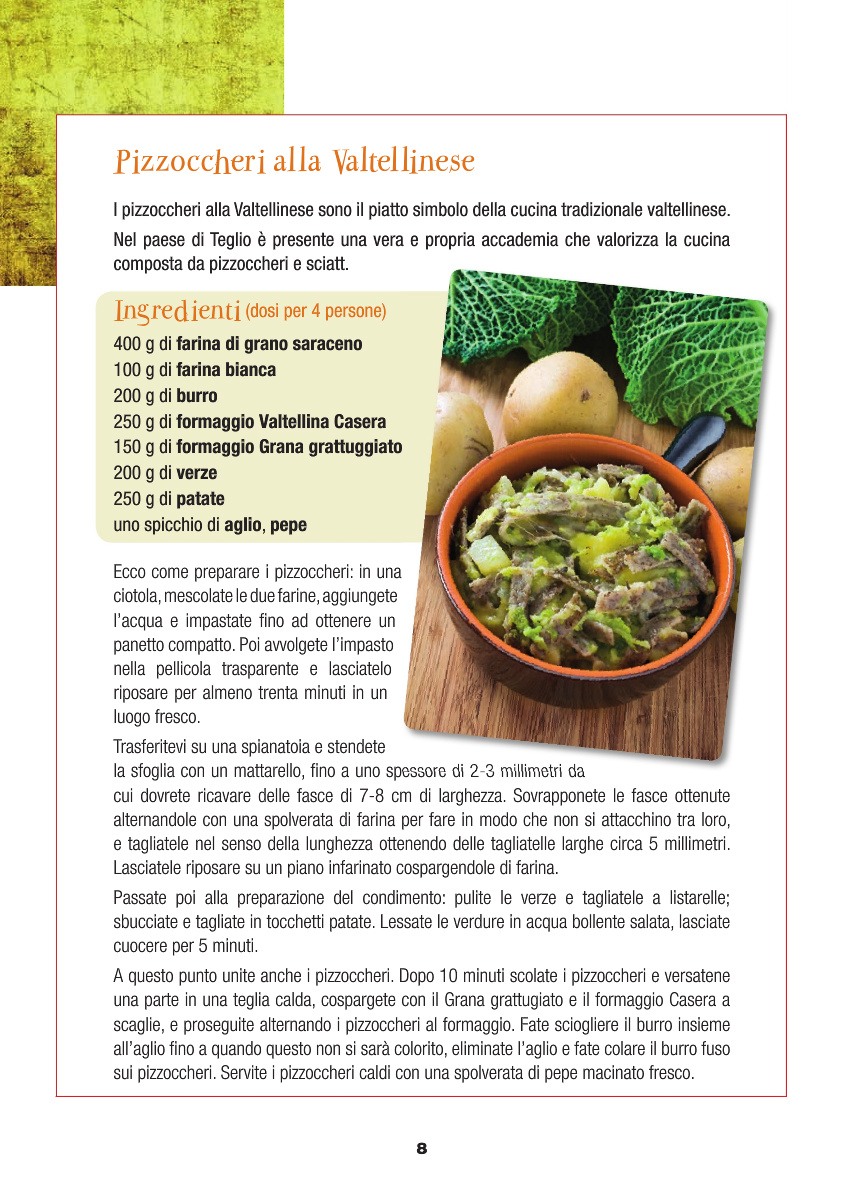 Pizzoccheri alla Valtellinese
I pizzoccheri alla Valtellinese sono il piatto simbolo della cucina tradizionale valtellinese.
Nel paese di Teglio è presente una vera e propria accademia che valorizza la cucina
composta da pizzoccheri e sciatt.
Ingredienti (dosi per 4 persone)
400 g di farina di grano saraceno
100 g di farina bianca
200 g di burro
250 g di formaggio Valtellina Casera
150 g di formaggio Grana grattuggiato
200 g di verze
250 g di patate
uno spicchio di aglio, pepe
Ecco come preparare i pizzoccheri: in una
ciotola, mescolate le due farine, aggiungete
l'acqua e impastate fino ad ottenere un
panetto compatto. Poi avvolgete l'impasto
nella pellicola trasparente e lasciatelo
riposare per almeno trenta minuti in un
luogo fresco.
Trasferitevi su una spianatoia e stendete
la sfoglia con un mattarello, fino a uno spessore di 2-3 millimetri da
cui dovrete ricavare delle fasce di 7-8 cm di larghezza. Sovrapponete le fasce ottenute
alternandole con una spolverata di farina per fare in modo che non si attacchino tra loro,
e tagliatele nel senso della lunghezza ottenendo delle tagliatelle larghe circa 5 millimetri.
Lasciatele riposare su un piano infarinato cospargendole di farina.
Passate poi alla preparazione del condimento: pulite le verze e tagliatele a listarelle;
sbucciate e tagliate in tocchetti patate. Lessate le verdure in acqua bollente salata, lasciate
cuocere per 5 minuti.
A questo punto unite anche i pizzoccheri. Dopo 10 minuti scolate i pizzoccheri e versatene
una parte in una teglia calda, cospargete con il Grana grattugiato e il formaggio Casera a
scaglie, e proseguite alternando i pizzoccheri al formaggio. Fate sciogliere il burro insieme
all'aglio fino a quando questo non si sarà colorito, eliminate l'aglio e fate colare il burro fuso
sui pizzoccheri. Servite i pizzoccheri caldi con una spolverata di pepe macinato fresco.
8